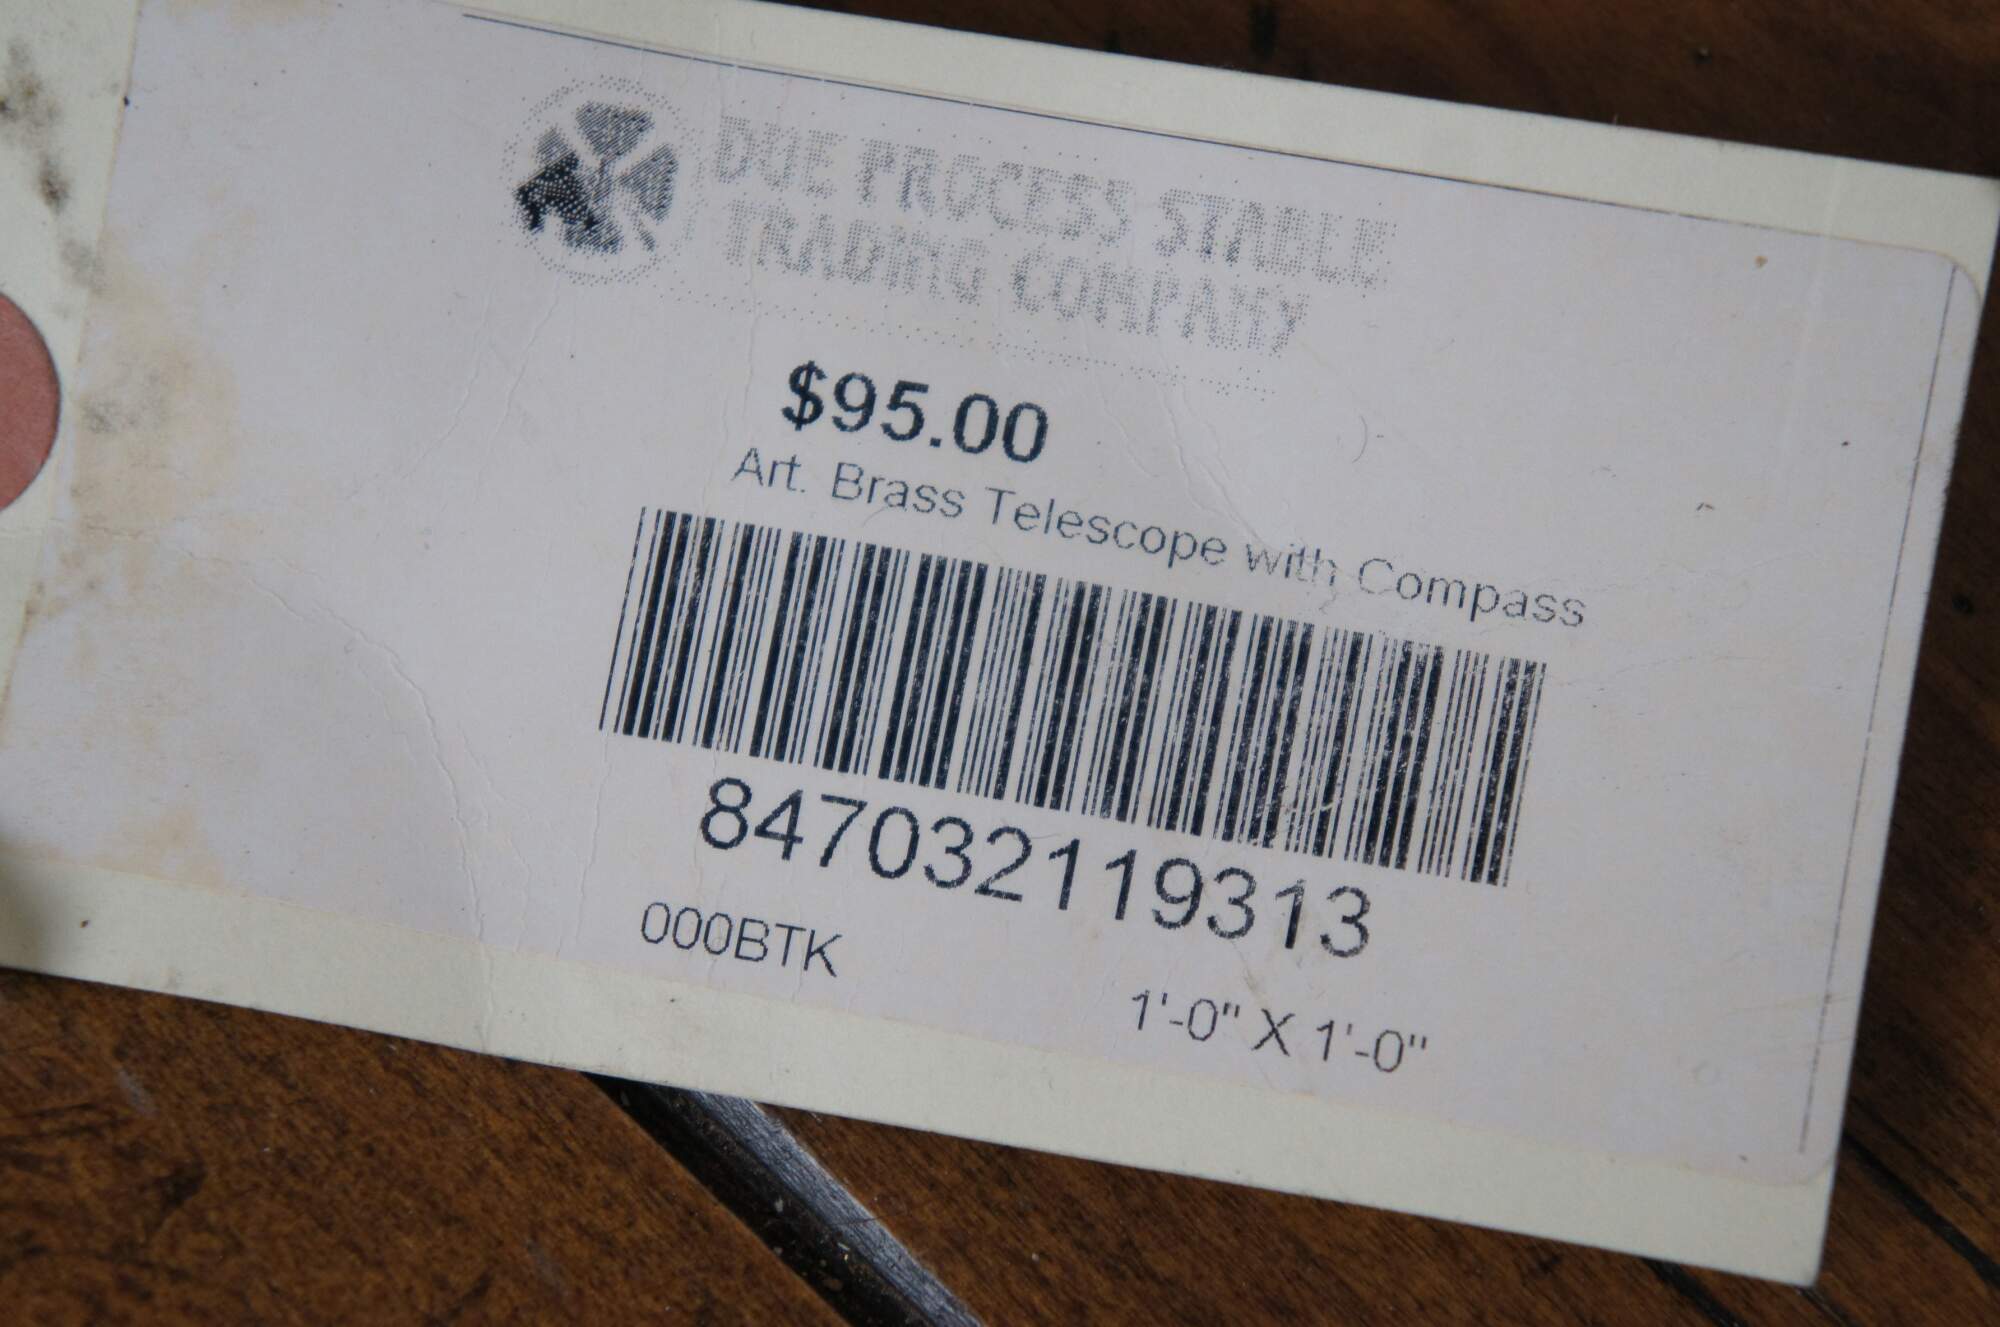 DUE PROCESS STABLE
TRADING COMPANY
$95.00
Art. Brass Telescope with Compass
847032119313
000BTK
1'-0" X 1'-0"